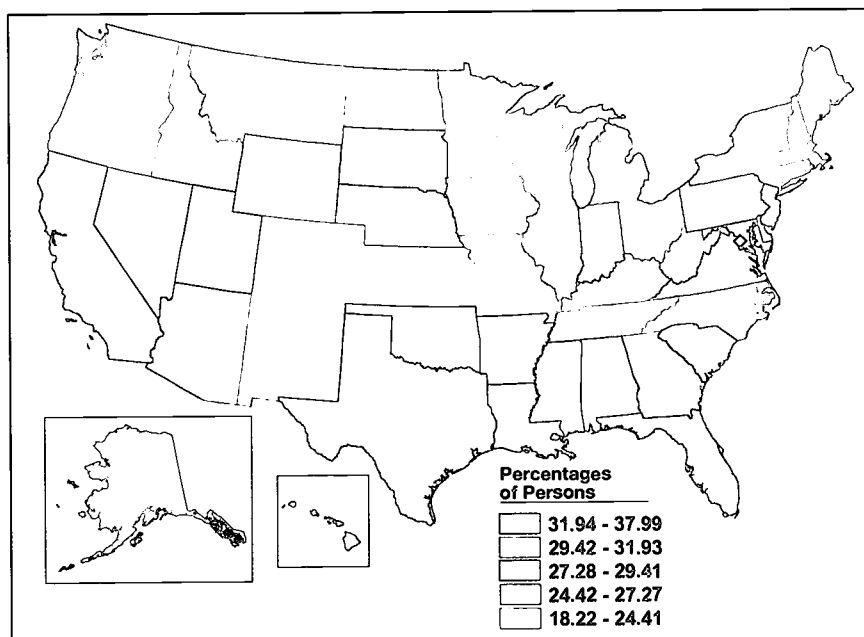 Percentages
of Persons
31.94 - 37.99
29.42 - 31.93
27.28 - 29.41
24.42 - 27.27
18.22 - 24.41